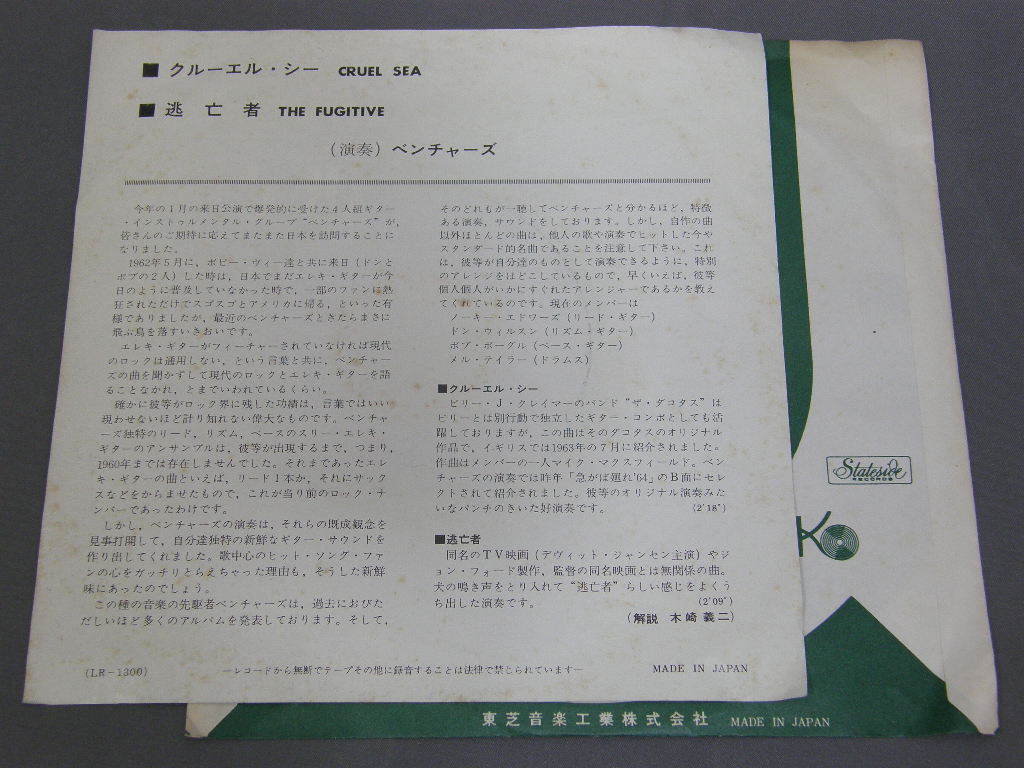 ■ クルーエル・シー CRUEL SEA
■ 逃亡者 THE FUGITIVE
(演奏) ベンチャーズ
今年の1月の来日公演で爆発的に受けた4人組ギター
・インストゥルメンタル・グループ“ベンチャーズ”が,
皆さんのご期待に応えてまたまた日本を訪問することに
なりました。
1962年5月に, ボビー・ヴィー達と共に来日(ドンと
ボブの2人)した時は, 日本でまだエレキ・ギターが今
日のように普及していなかった時で, 一部のファンに熱
狂されただけでスゴスゴとアメリカに帰る, といった有
様でありましたが, 最近のベンチャーズときたらまさに
飛ぶ鳥を落すいきおいです。
エレキ・ギターがフィーチャーされていなければ現代
のロックは通用しない, という言葉と共に, ベンチャー
ズの曲を聞かずして現代のロックとエレキ・ギターを語
ることなかれ, とまでいわれているくらい。
確かに彼等がロック界に残した功績は, 言葉ではいい
現わせないほど計り知れない偉大なものです。ベンチャ
ーズ独特のリード, リズム, ベースのスリー・エレキ・
ギターのアンサンブルは, 彼等が出現するまで, つまり,
1960年までは存在しませんでした。それまであったエレ
キ・ギターの曲といえば, リード1本か, それにサック
スなどをからませたもので, これが当り前のロック・ナ
ンバーであったわけです。
しかし, ベンチャーズの演奏は, それらの既成観念を
見事打開して, 自分達独特の新鮮なギター・サウンドを
作り出してくれました。歌中心のヒット・ソング・ファ
ンの心をガッチリとらえちゃった理由も, そうした新鮮
味にあったのでしょう。
この種の音楽の先駆者ベンチャーズは, 過去におびた
だしいほど多くのアルバムを発表しております。そして,
そのどれもが一聴してベンチャーズと分かるほど, 特徴
ある演奏, サウンドをしております。しかし, 自作の曲
以外ほとんどの曲は, 他人の歌や演奏でヒットした今や
スタンダード的名曲であることを注意して下さい。これ
は, 彼等が自分達のものとして演奏できるように, 特別
のアレンジをほどこしているもので, 早くいえば, 彼等
個人個人がいかにすぐれたアレンジャーであるかを教え
てくれているのです。現在のメンバーは
ノーキー・エドワーズ(リード・ギター)
ドン・ウィルスン(リズム・ギター)
ボブ・ボーグル(ベース・ギター)
メル・テイラー(ドラムス)
■クルーエル・シー
ビリー・J・クレイマーのバンド“ザ・ダコタス”は
ビリーとは別行動で独立したギター・コンボとしても活
躍しておりますが, この曲はそのダコタスのオリジナル
作品で, イギリスでは1963年の7月に紹介されました。
作曲はメンバーの一人マイク・マクスフィールド。ベン
チャーズの演奏では昨年「急がば廻れ'64」のB面にセレ
クトされて紹介されました。彼等のオリジナル演奏みた
いなパンチのきいた好演奏です。 (2'18")
■逃亡者
同名のTV映画(デヴィット・ジャンセン主演)やジ
ョン・フォード製作, 監督の同名映画とは無関係の曲。
犬の鳴き声をとり入れて“逃亡者”らしい感じをよくう
ち出した演奏です。 (2'09")
(解説 木崎義二)
(LR-1300)
―レコードから無断でテープその他に録音することは法律で禁じられています―
MADE IN JAPAN
Stateside
RECORDS
KO
東芝音楽工業株式会社 MADE IN JAPAN